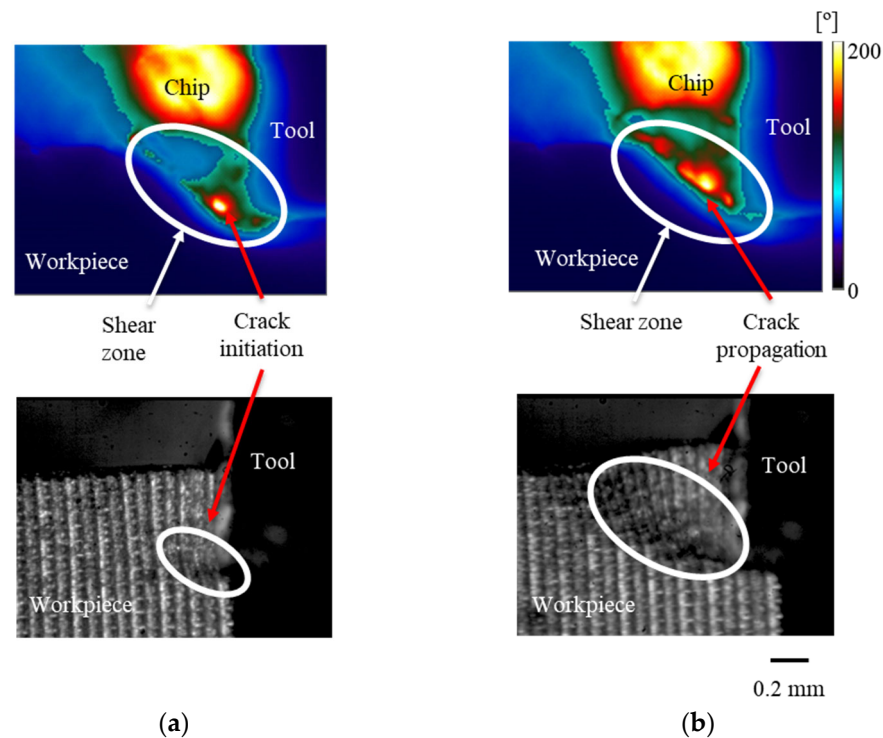 [º]
200
0
Chip
Tool
Workpiece
Shear
zone
Crack
initiation
Tool
Workpiece
(a)
Chip
Tool
Workpiece
Shear zone
Crack
propagation
Tool
Workpiece
0.2 mm
(b)